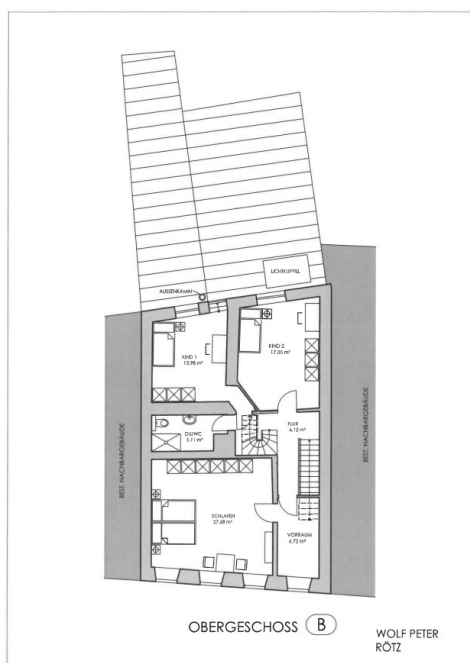 LICHTKUPPEL
AUSSENKAMIN
KIND 1
13.98 m²
KIND 2
17.05 m²
DU/WC
5.11 m²
FLUR
6.12 m²
BEST. NACHBARGEBÄUDE
BEST. NACHBARGEBÄUDE
SCHLAFEN
27.68 m²
VORRAUM
6.72 m²
OBERGESCHOSS B
WOLF PETER
RÖTZ